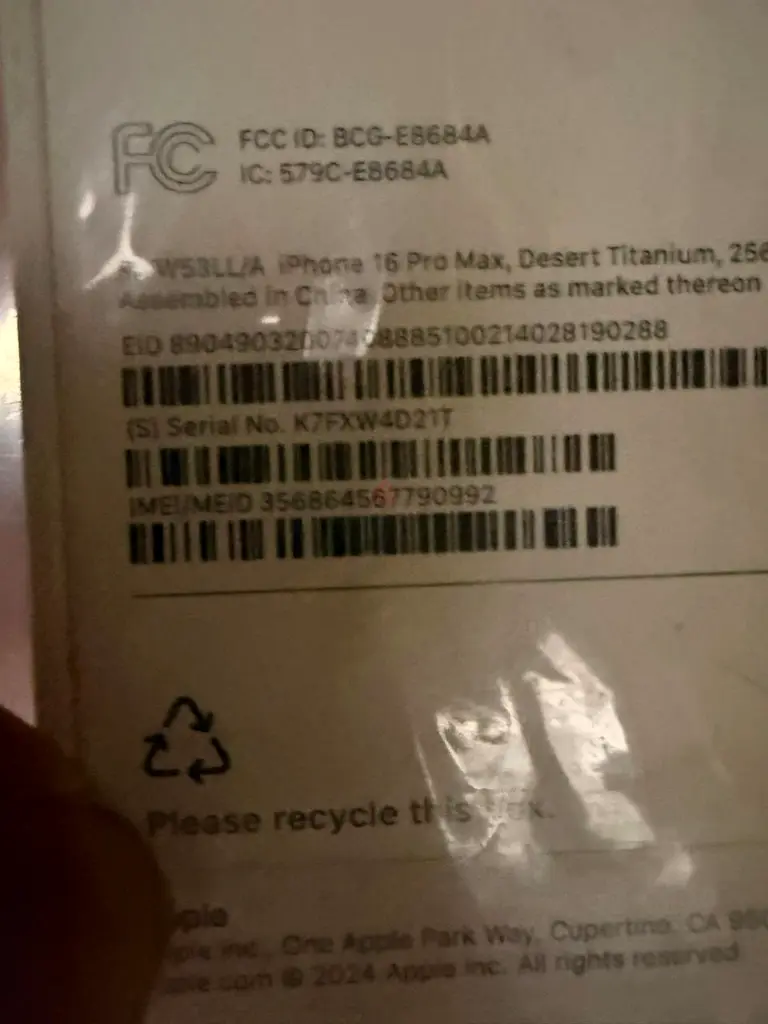 FC
FCC ID: BCG-E8684A
IC: 579C-E8684A
iPhone 16 Pro Max, Desert Titanium,
Assembled in China Other items as marked thereon
EID
(S) Serial No. K7FXW4D21T
IMEI/MEID 356864567790992
Please recycle this
One Apple Park Way, Cupertino, CA
© 2024 Apple Inc. All rights reserved